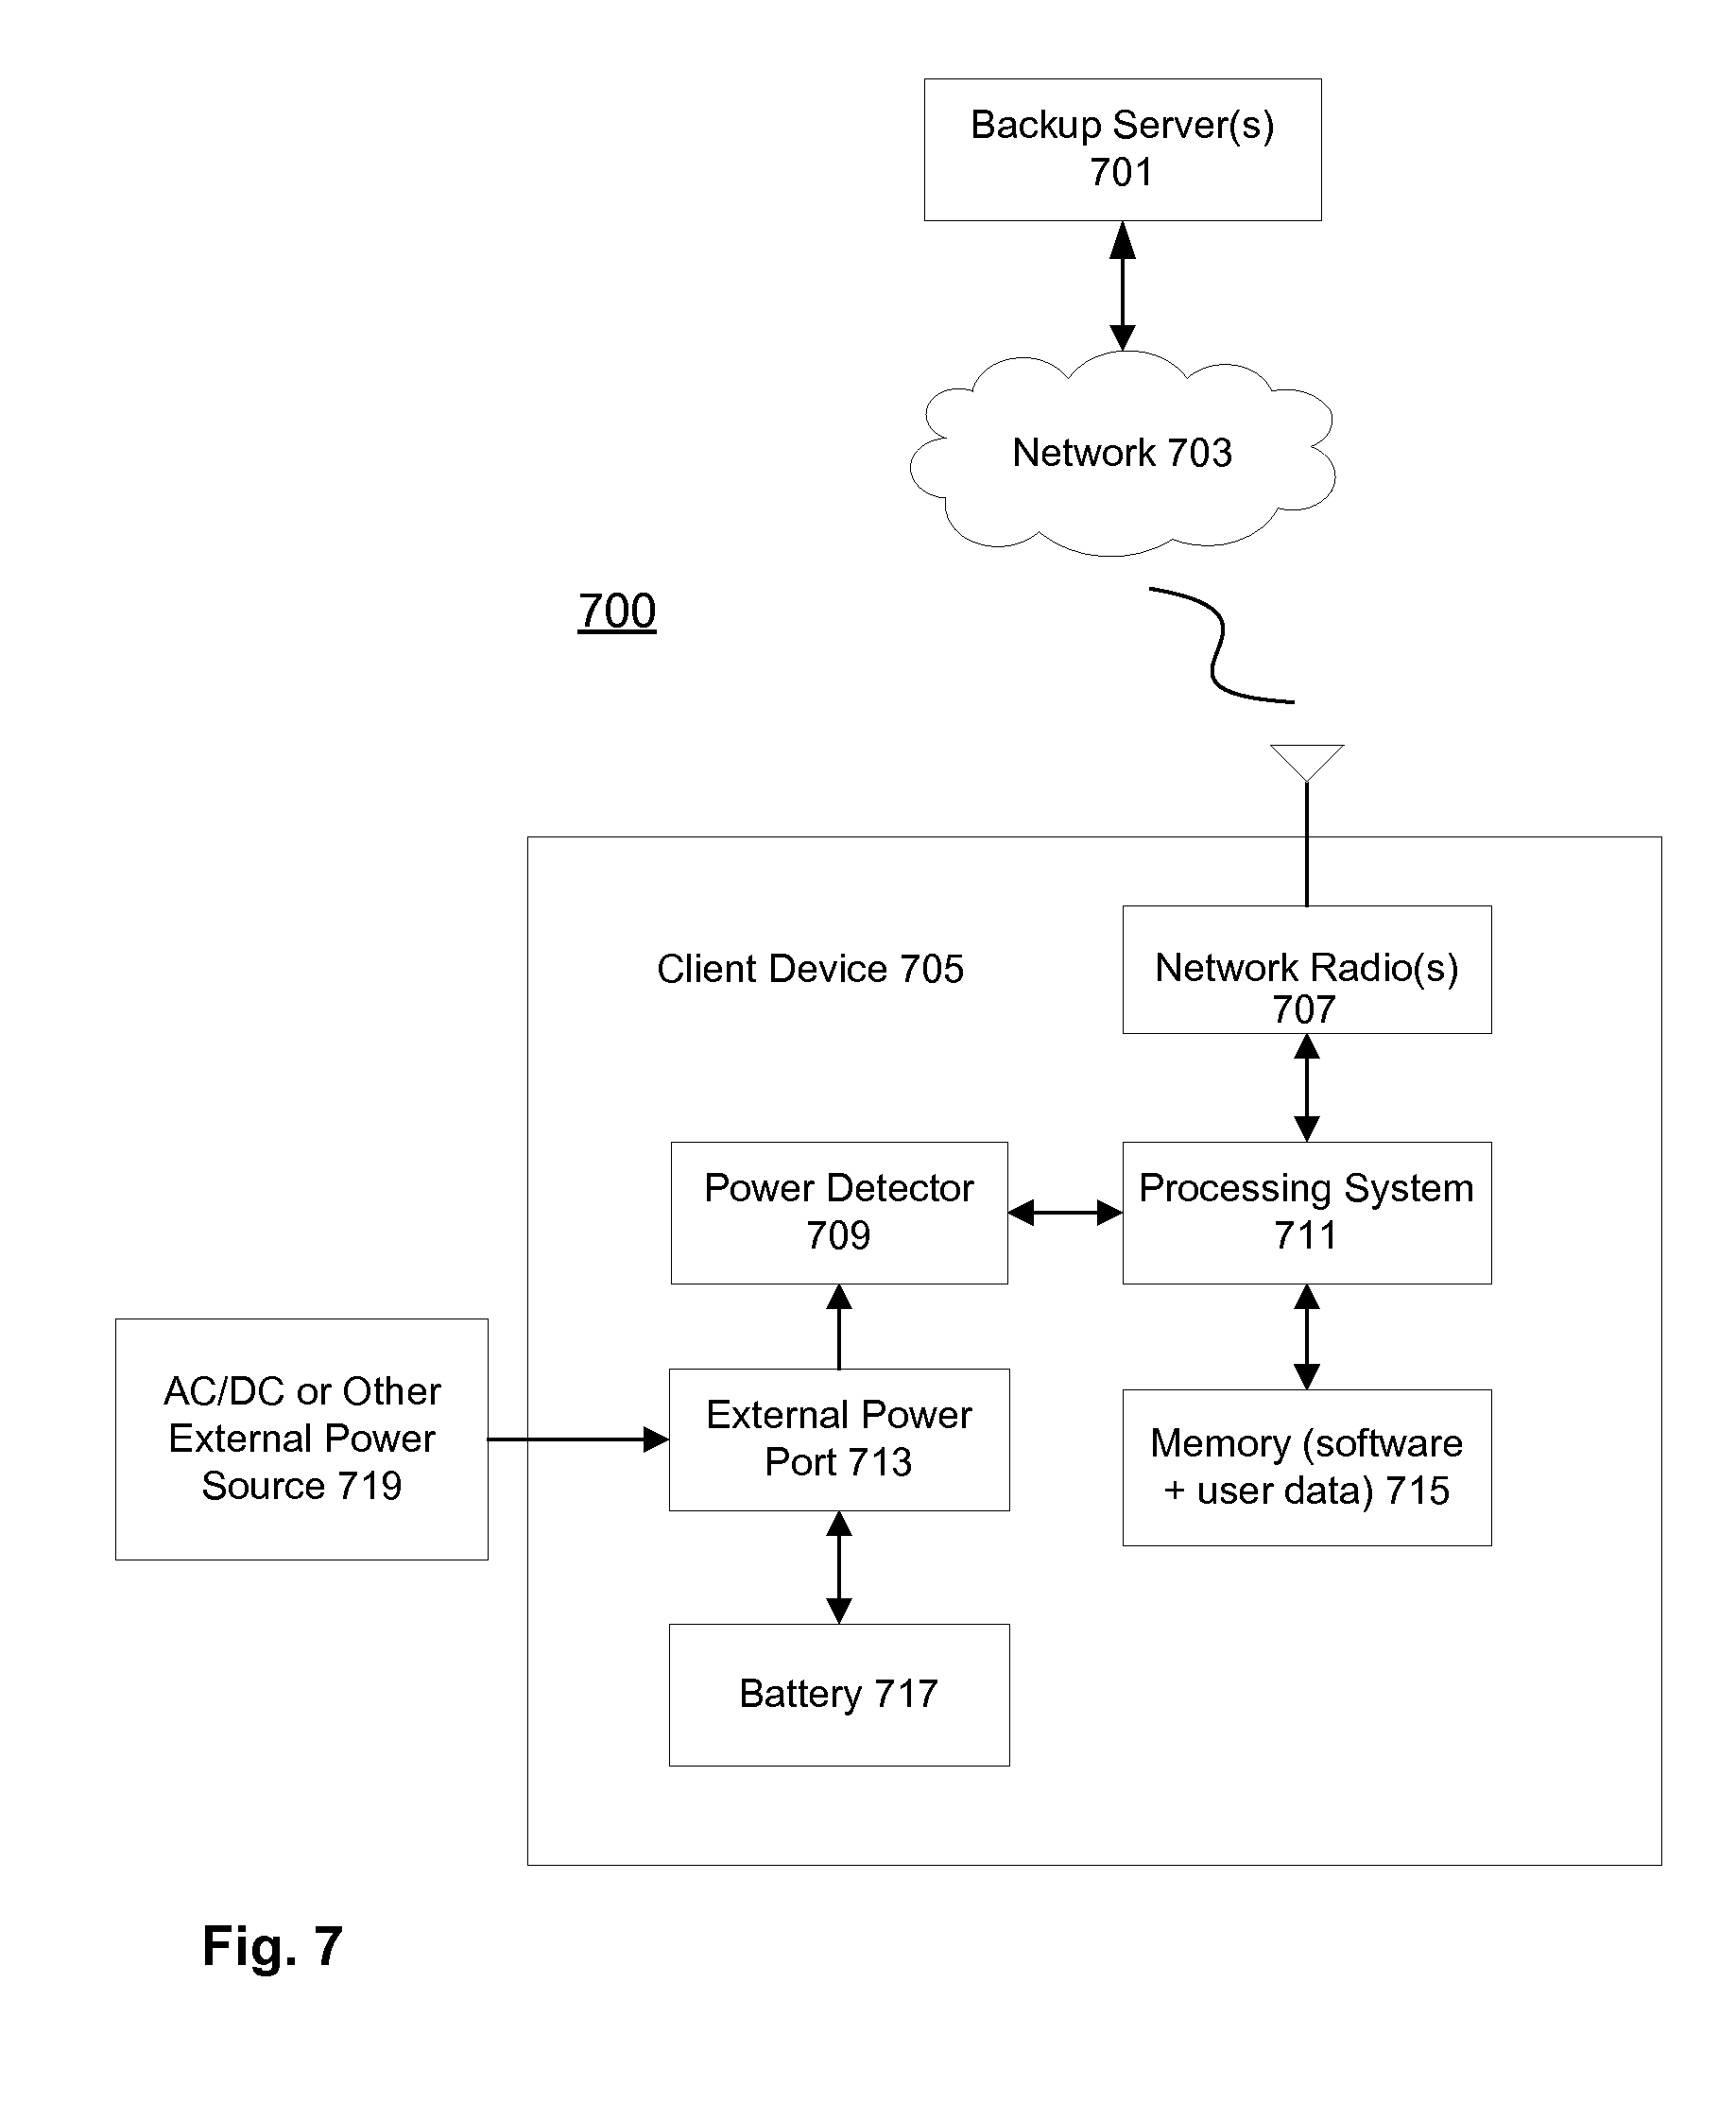 Backup Server(s)
701
Network 703
700
Client Device 705
Network Radio(s)
707
Power Detector
709
Processing System
711
AC/DC or Other
External Power
Source 719
External Power
Port 713
Memory (software
+ user data) 715
Battery 717
Fig. 7